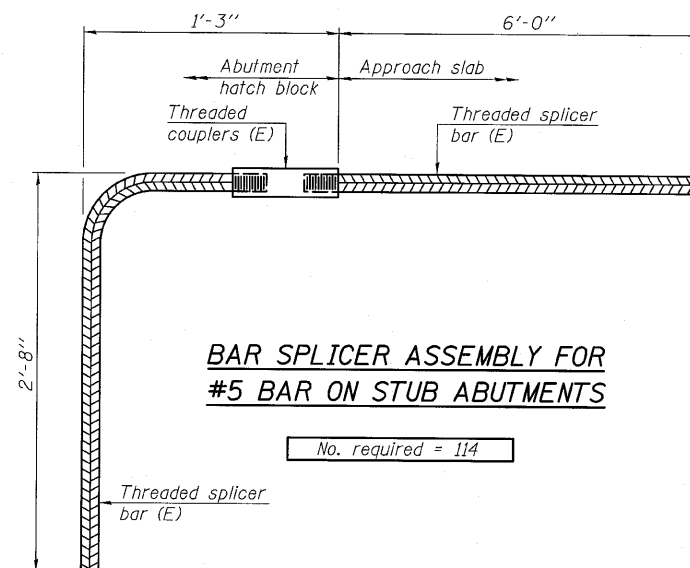 1'-3"
6'-0"
Abutment
hatch block
Approach slab
Threaded
couplers (E)
Threaded splicer
bar (E)
2'-8"
BAR SPLICER ASSEMBLY FOR
#5 BAR ON STUB ABUTMENTS
No. required = 114
Threaded splicer
bar (E)